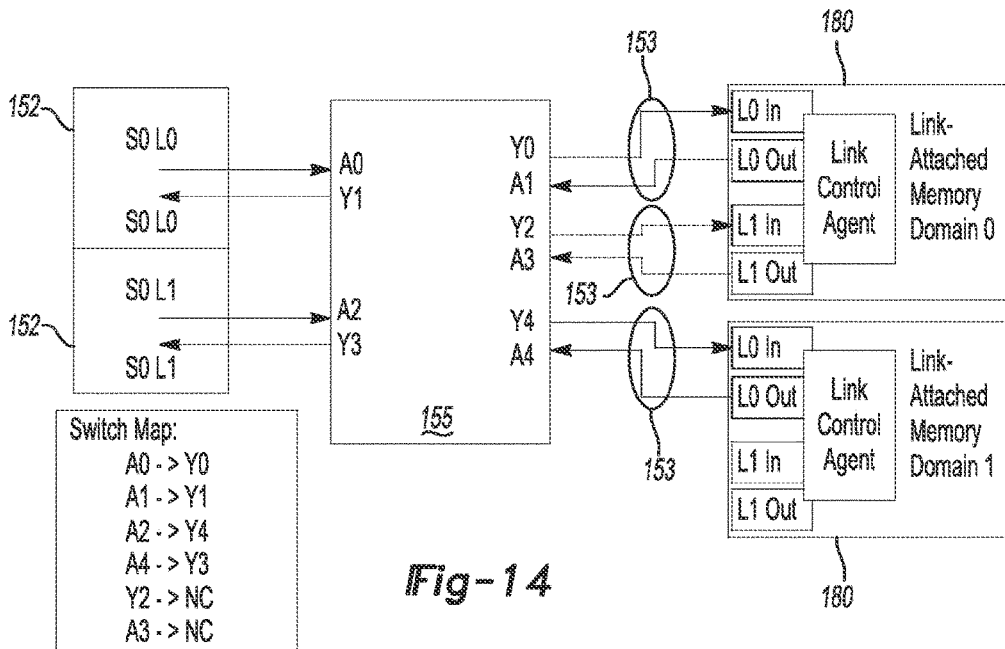 153
180
152
S0 L0
S0 L0
S0 L1
S0 L1
152
A0
Y1
A2
Y3
Y0
A1
Y2
A3
Y4
A4
155
153
153
L0 In
L0 Out
L1 In
L1 Out
Link
Control
Agent
Link-
Attached
Memory
Domain 0
L0 In
L0 Out
L1 In
L1 Out
Link
Control
Agent
Link-
Attached
Memory
Domain 1
180
Switch Map:
A0 - > Y0
A1 - > Y1
A2 - > Y4
A4 - > Y3
Y2 - > NC
A3 - > NC
Fig-14